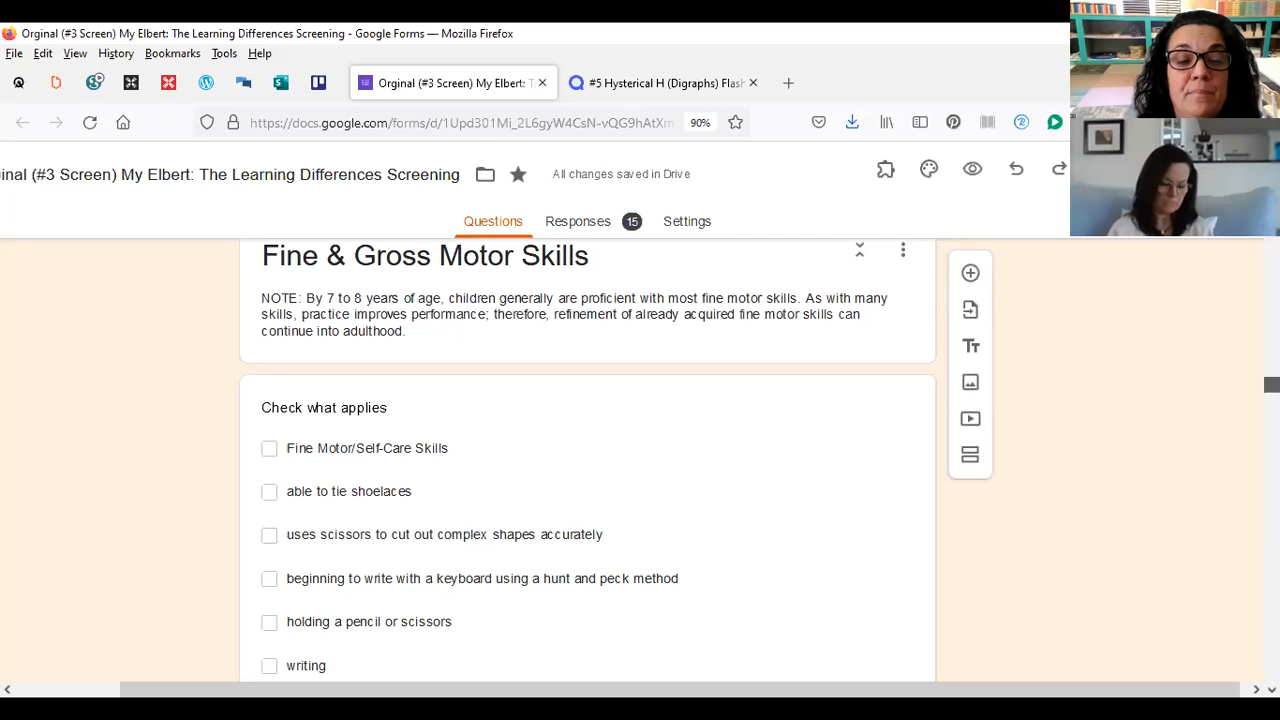 Orginal (#3 Screen) My Elbert: The Learning Differences Screening - Google Forms — Mozilla Firefox
File Edit View History Bookmarks Tools Help
Orginal (#3 Screen) My Elbert: T
#5 Hysterical H (Digraphs) Flash
https://docs.google.com/forms/d/1Upd301Mi_2L6gyW4CsN-vQG9hAtXm
90%
inal (#3 Screen) My Elbert: The Learning Differences Screening
All changes saved in Drive
Questions Responses 15 Settings
Fine & Gross Motor Skills
NOTE: By 7 to 8 years of age, children generally are proficient with most fine motor skills. As with many
skills, practice improves performance; therefore, refinement of already acquired fine motor skills can
continue into adulthood.
Check what applies
Fine Motor/Self-Care Skills
able to tie shoelaces
uses scissors to cut out complex shapes accurately
beginning to write with a keyboard using a hunt and peck method
holding a pencil or scissors
writing